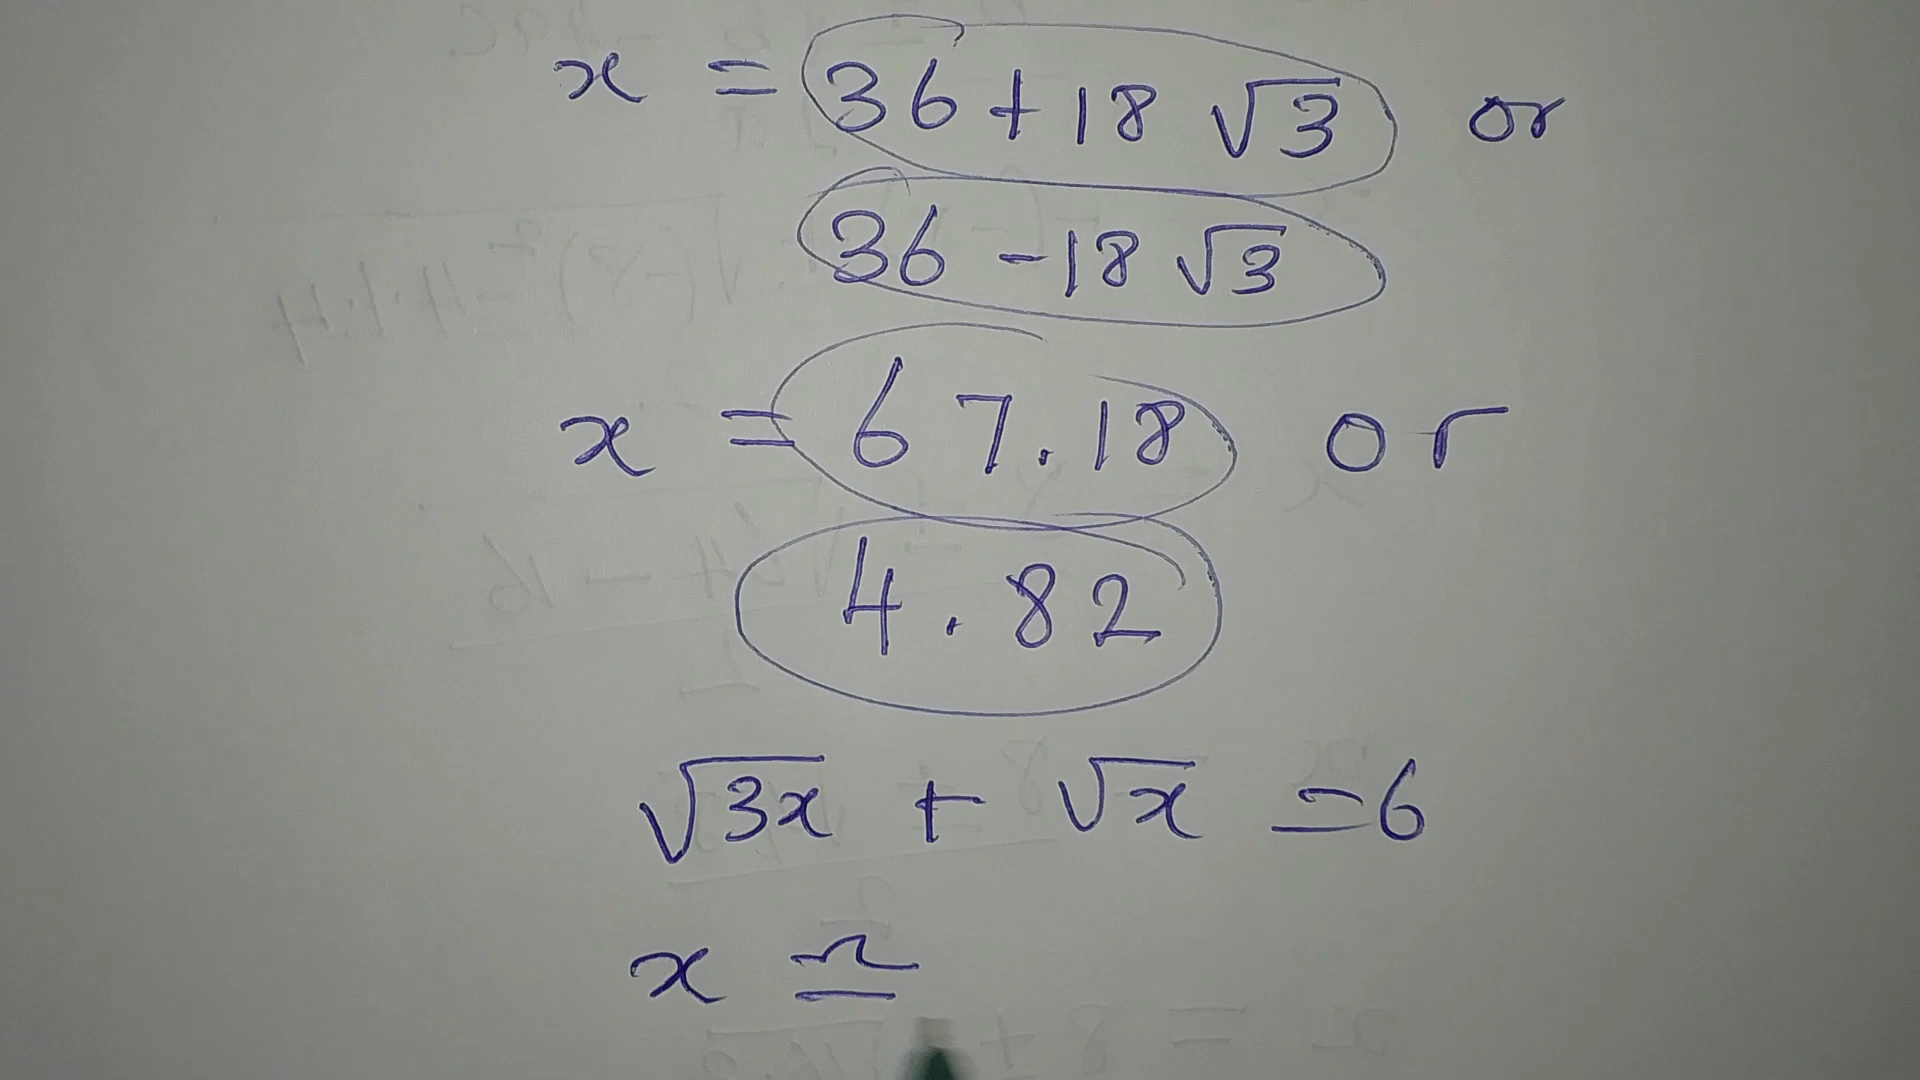 x = 36 + 18 √3 or
36 - 18 √3
x = 67.18 or
4.82
√3x + √x = 6
x ≃